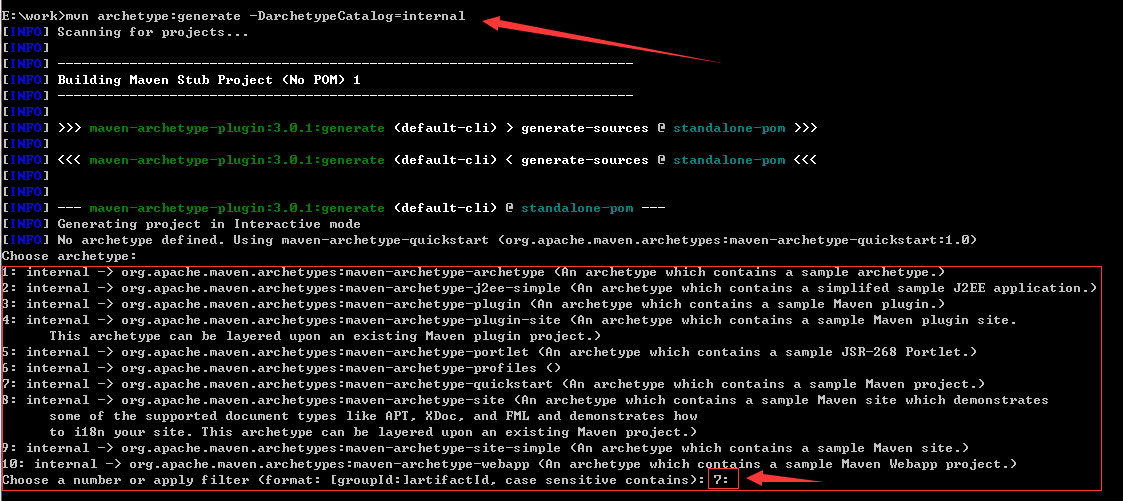 E:\work>mvn archetype:generate -DarchetypeCatalog=internal
[INFO] Scanning for projects...
[INFO]
[INFO] ------------------------------------------------------------------------
[INFO] Building Maven Stub Project (No POM) 1
[INFO] ------------------------------------------------------------------------
[INFO]
[INFO] >>> maven-archetype-plugin:3.0.1:generate (default-cli) > generate-sources @ standalone-pom >>>
[INFO]
[INFO] <<< maven-archetype-plugin:3.0.1:generate (default-cli) < generate-sources @ standalone-pom <<<
[INFO]
[INFO]
[INFO] --- maven-archetype-plugin:3.0.1:generate (default-cli) @ standalone-pom ---
[INFO] Generating project in Interactive mode
[INFO] No archetype defined. Using maven-archetype-quickstart (org.apache.maven.archetypes:maven-archetype-quickstart:1.0)
Choose archetype:
1: internal -> org.apache.maven.archetypes:maven-archetype-archetype (An archetype which contains a sample archetype.)
2: internal -> org.apache.maven.archetypes:maven-archetype-j2ee-simple (An archetype which contains a simplifed sample J2EE application.)
3: internal -> org.apache.maven.archetypes:maven-archetype-plugin (An archetype which contains a sample Maven plugin.)
4: internal -> org.apache.maven.archetypes:maven-archetype-plugin-site (An archetype which contains a sample Maven plugin site.
This archetype can be layered upon an existing Maven plugin project.)
5: internal -> org.apache.maven.archetypes:maven-archetype-portlet (An archetype which contains a sample JSR-268 Portlet.)
6: internal -> org.apache.maven.archetypes:maven-archetype-profiles ()
7: internal -> org.apache.maven.archetypes:maven-archetype-quickstart (An archetype which contains a sample Maven project.)
8: internal -> org.apache.maven.archetypes:maven-archetype-site (An archetype which contains a sample Maven site which demonstrates
some of the supported document types like APT, XDoc, and FML and demonstrates how
to i18n your site. This archetype can be layered upon an existing Maven project.)
9: internal -> org.apache.maven.archetypes:maven-archetype-site-simple (An archetype which contains a sample Maven site.)
10: internal -> org.apache.maven.archetypes:maven-archetype-webapp (An archetype which contains a sample Maven Webapp project.)
Choose a number or apply filter (format: [groupId:]artifactId, case sensitive contains): 7: